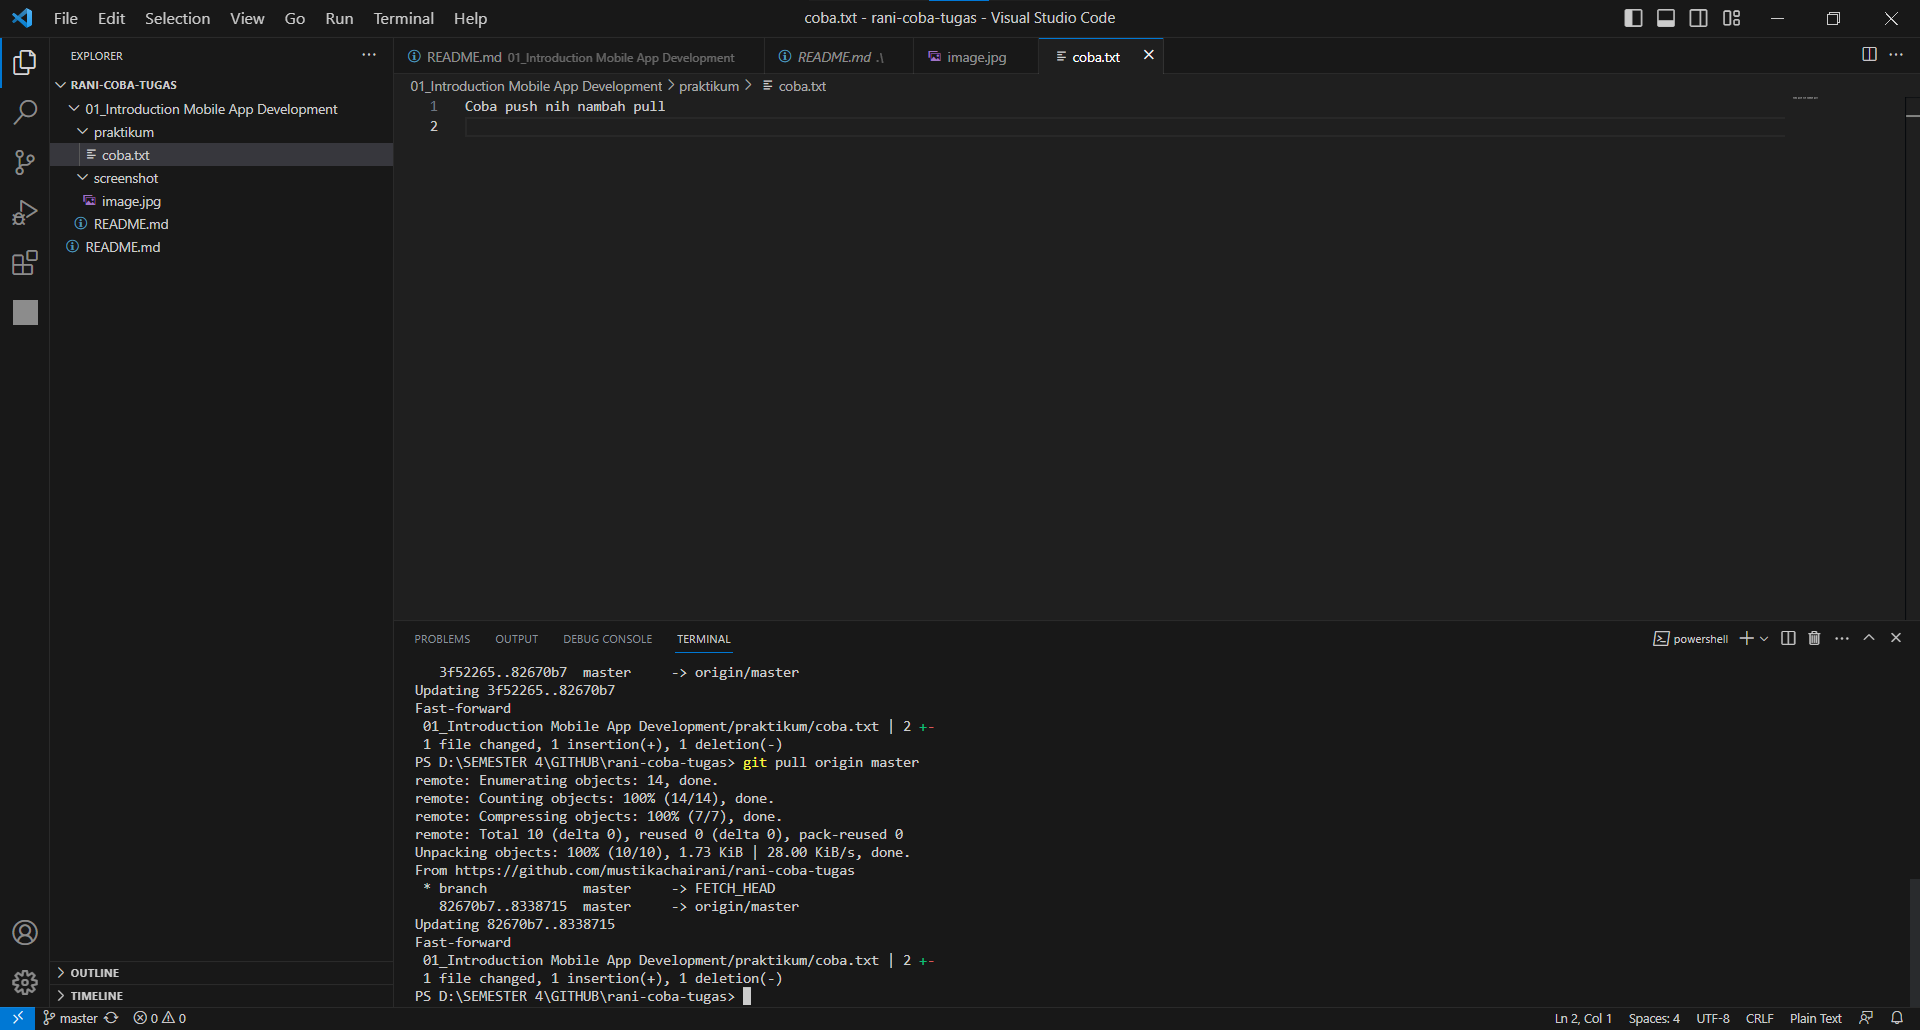 File Edit Selection View Go Run Terminal Help
coba.txt - rani-coba-tugas - Visual Studio Code
EXPLORER
RANI-COBA-TUGAS
01_Introduction Mobile App Development
praktikum
coba.txt
screenshot
image.jpg
README.md
README.md
OUTLINE
TIMELINE
README.md 01_Introduction Mobile App Development
README.md .\
image.jpg
coba.txt
01_Introduction Mobile App Development > praktikum > coba.txt
1 Coba push nih nambah pull
2
PROBLEMS OUTPUT DEBUG CONSOLE TERMINAL
powershell
3f52265..82670b7 master -> origin/master
Updating 3f52265..82670b7
Fast-forward
01_Introduction Mobile App Development/praktikum/coba.txt | 2 +-
1 file changed, 1 insertion(+), 1 deletion(-)
PS D:\SEMESTER 4\GITHUB\rani-coba-tugas> git pull origin master
remote: Enumerating objects: 14, done.
remote: Counting objects: 100% (14/14), done.
remote: Compressing objects: 100% (7/7), done.
remote: Total 10 (delta 0), reused 0 (delta 0), pack-reused 0
Unpacking objects: 100% (10/10), 1.73 KiB | 28.00 KiB/s, done.
From https://github.com/mustikachairani/rani-coba-tugas
* branch master -> FETCH_HEAD
82670b7..8338715 master -> origin/master
Updating 82670b7..8338715
Fast-forward
01_Introduction Mobile App Development/praktikum/coba.txt | 2 +-
1 file changed, 1 insertion(+), 1 deletion(-)
PS D:\SEMESTER 4\GITHUB\rani-coba-tugas>
master 0 0
Ln 2, Col 1 Spaces: 4 UTF-8 CRLF Plain Text